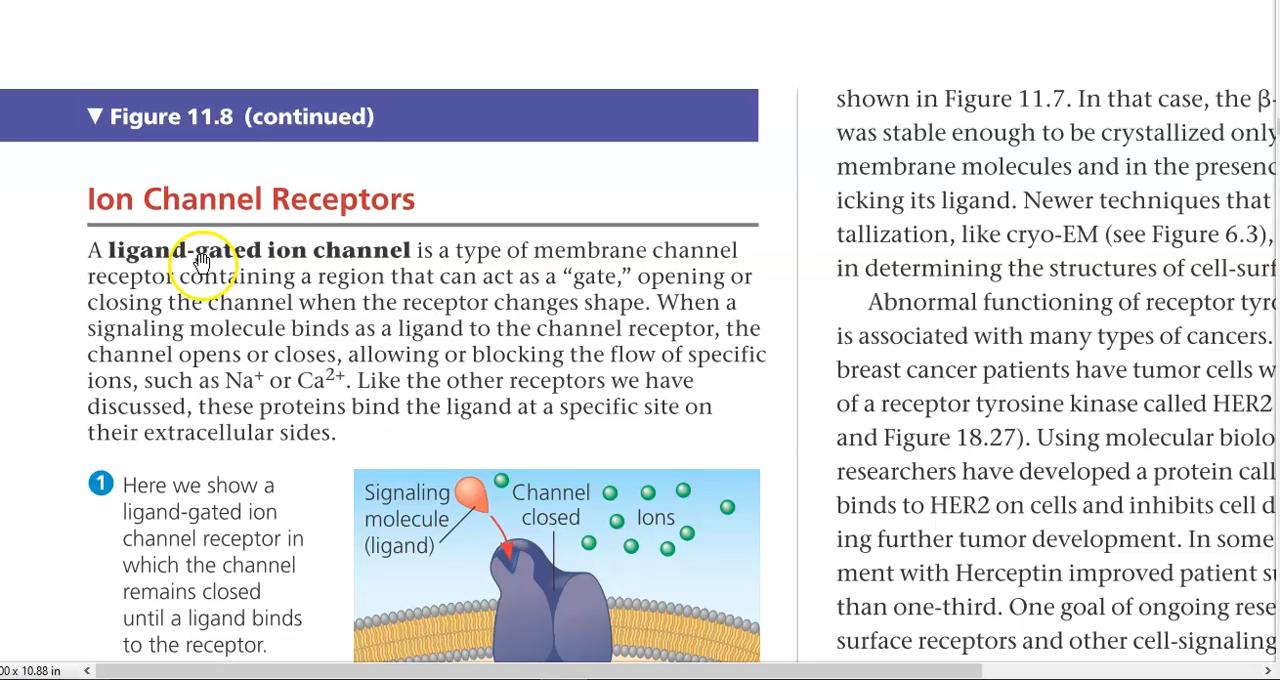 ▼ Figure 11.8 (continued)
Ion Channel Receptors
A ligand-gated ion channel is a type of membrane channel
receptor containing a region that can act as a “gate,” opening or
closing the channel when the receptor changes shape. When a
signaling molecule binds as a ligand to the channel receptor, the
channel opens or closes, allowing or blocking the flow of specific
ions, such as Na⁺ or Ca²⁺. Like the other receptors we have
discussed, these proteins bind the ligand at a specific site on
their extracellular sides.
1 Here we show a
ligand-gated ion
channel receptor in
which the channel
remains closed
until a ligand binds
to the receptor.
Signaling
molecule
(ligand)
Channel
closed
Ions
shown in Figure 11.7. In that case, the β-
was stable enough to be crystallized only
membrane molecules and in the presenc
icking its ligand. Newer techniques that
tallization, like cryo-EM (see Figure 6.3),
in determining the structures of cell-surf
Abnormal functioning of receptor tyro
is associated with many types of cancers.
breast cancer patients have tumor cells w
of a receptor tyrosine kinase called HER2
and Figure 18.27). Using molecular biolo
researchers have developed a protein call
binds to HER2 on cells and inhibits cell d
ing further tumor development. In some
ment with Herceptin improved patient su
than one-third. One goal of ongoing rese
surface receptors and other cell-signaling
00 x 10.88 in